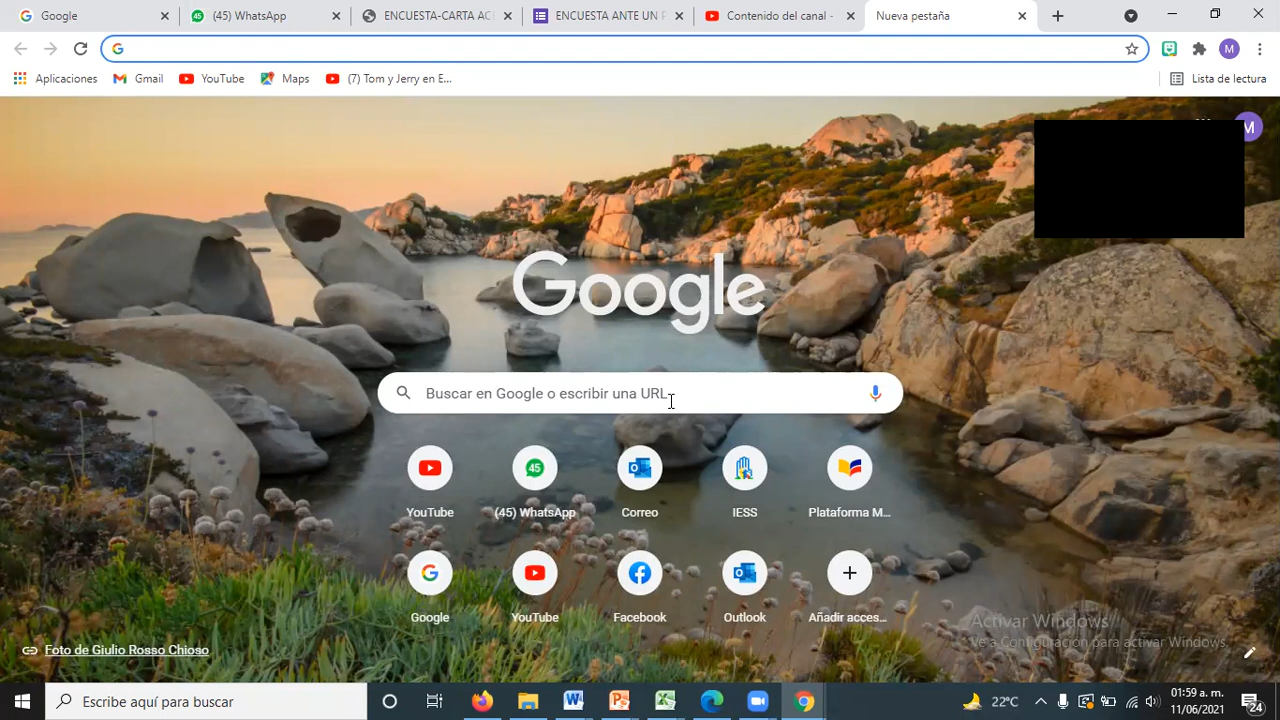 Google
(45) WhatsApp
ENCUESTA-CARTA ACE
ENCUESTA ANTE UN P
Contenido del canal -
Nueva pestaña
Aplicaciones
Gmail
YouTube
Maps
(7) Tom y Jerry en E...
Lista de lectura
M
M
Google
Buscar en Google o escribir una URL
45
YouTube
(45) WhatsApp
Correo
IESS
Plataforma M...
Google
YouTube
Facebook
Outlook
Añadir acces...
Activar Windows
Ve a Configuración para activar Windows.
Foto de Giulio Rosso Chioso
Escribe aquí para buscar
22°C
01:59 a. m.
11/06/2021
24